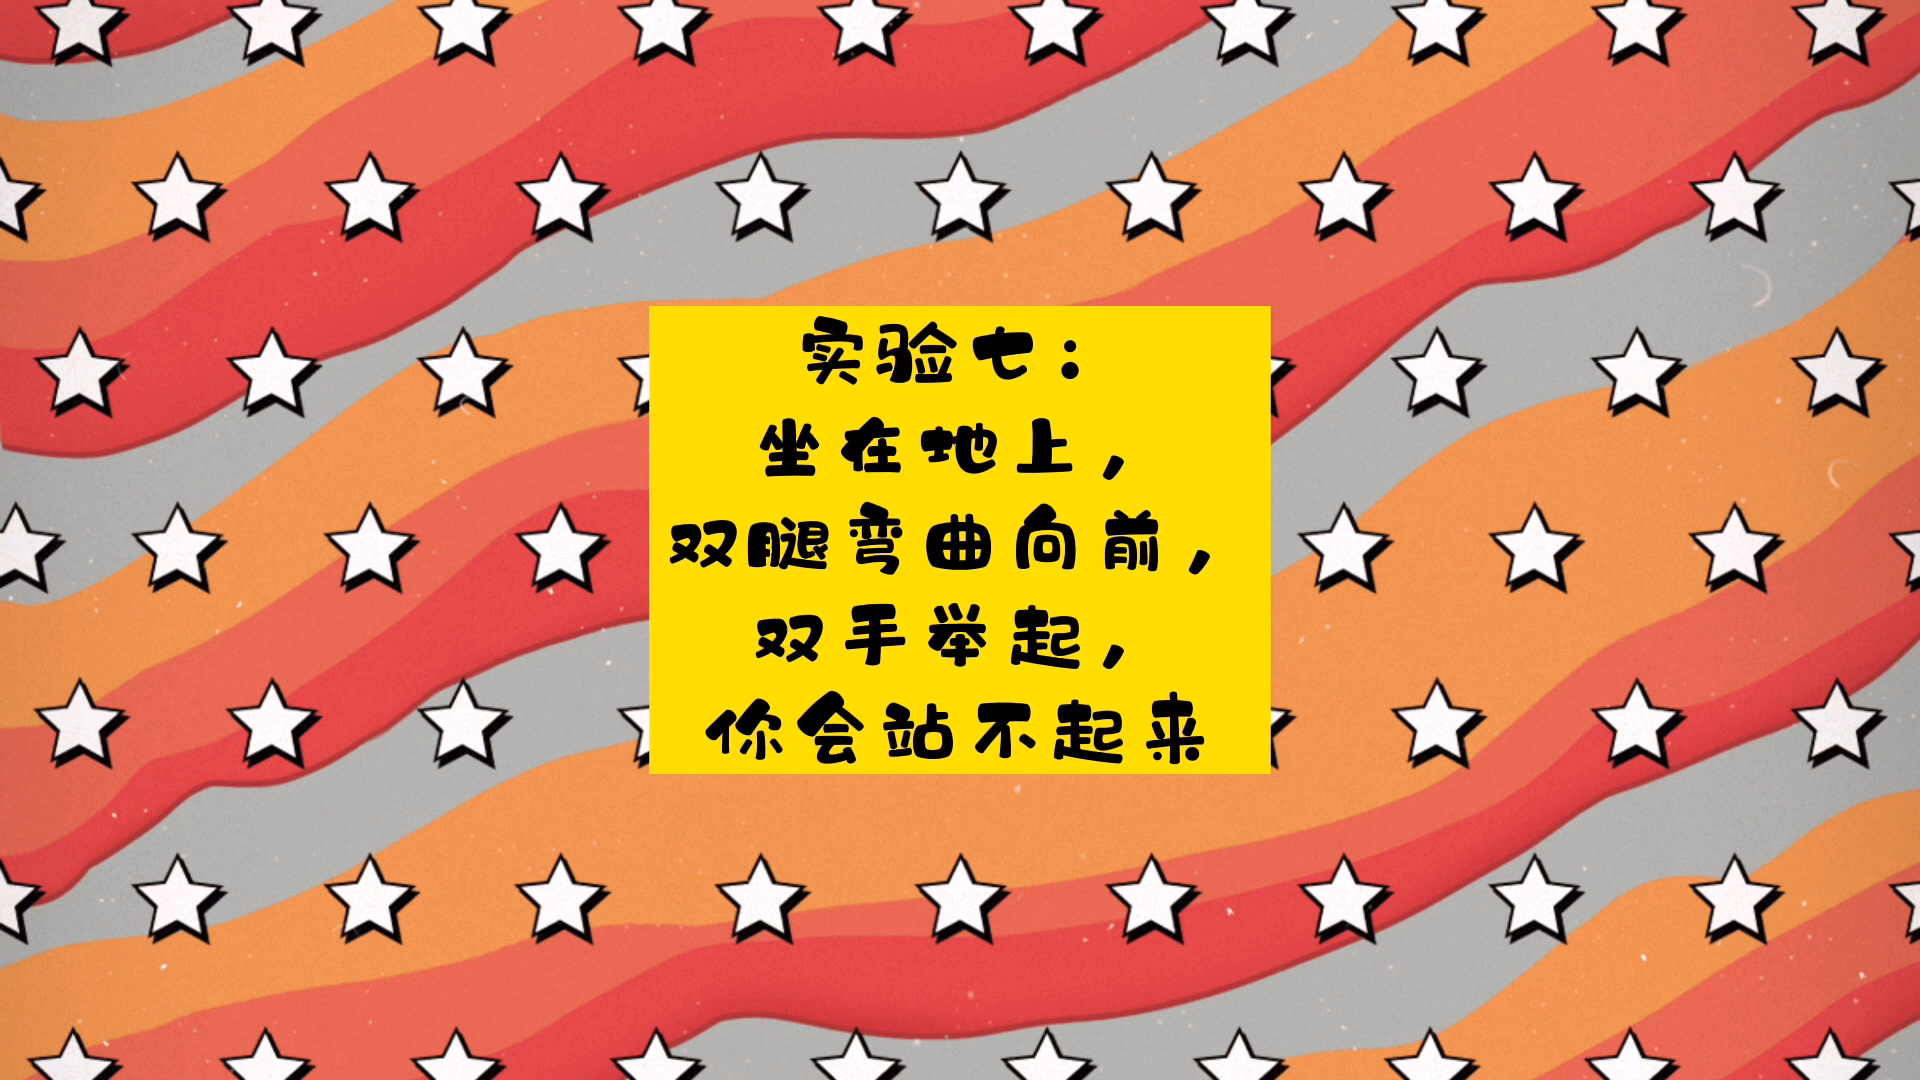 实验七：
坐在地上，
双腿弯曲向前，
双手举起，
你会站不起来